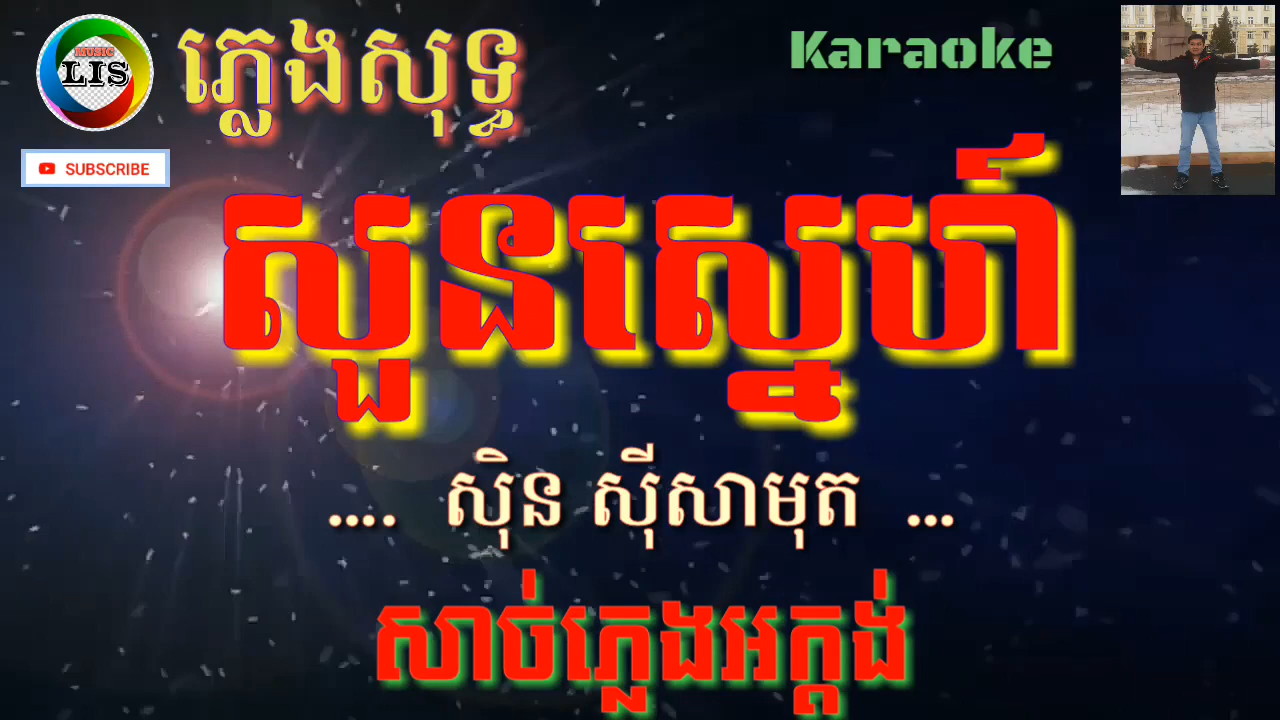 MUSIC
LIS
ភ្លេងសុទ្ធ
Karaoke
SUBSCRIBE
សួនស្នេហ៍
.... ស៊ិន ស៊ីសាមុត ...
សាច់ភ្លេងអក្កដង់